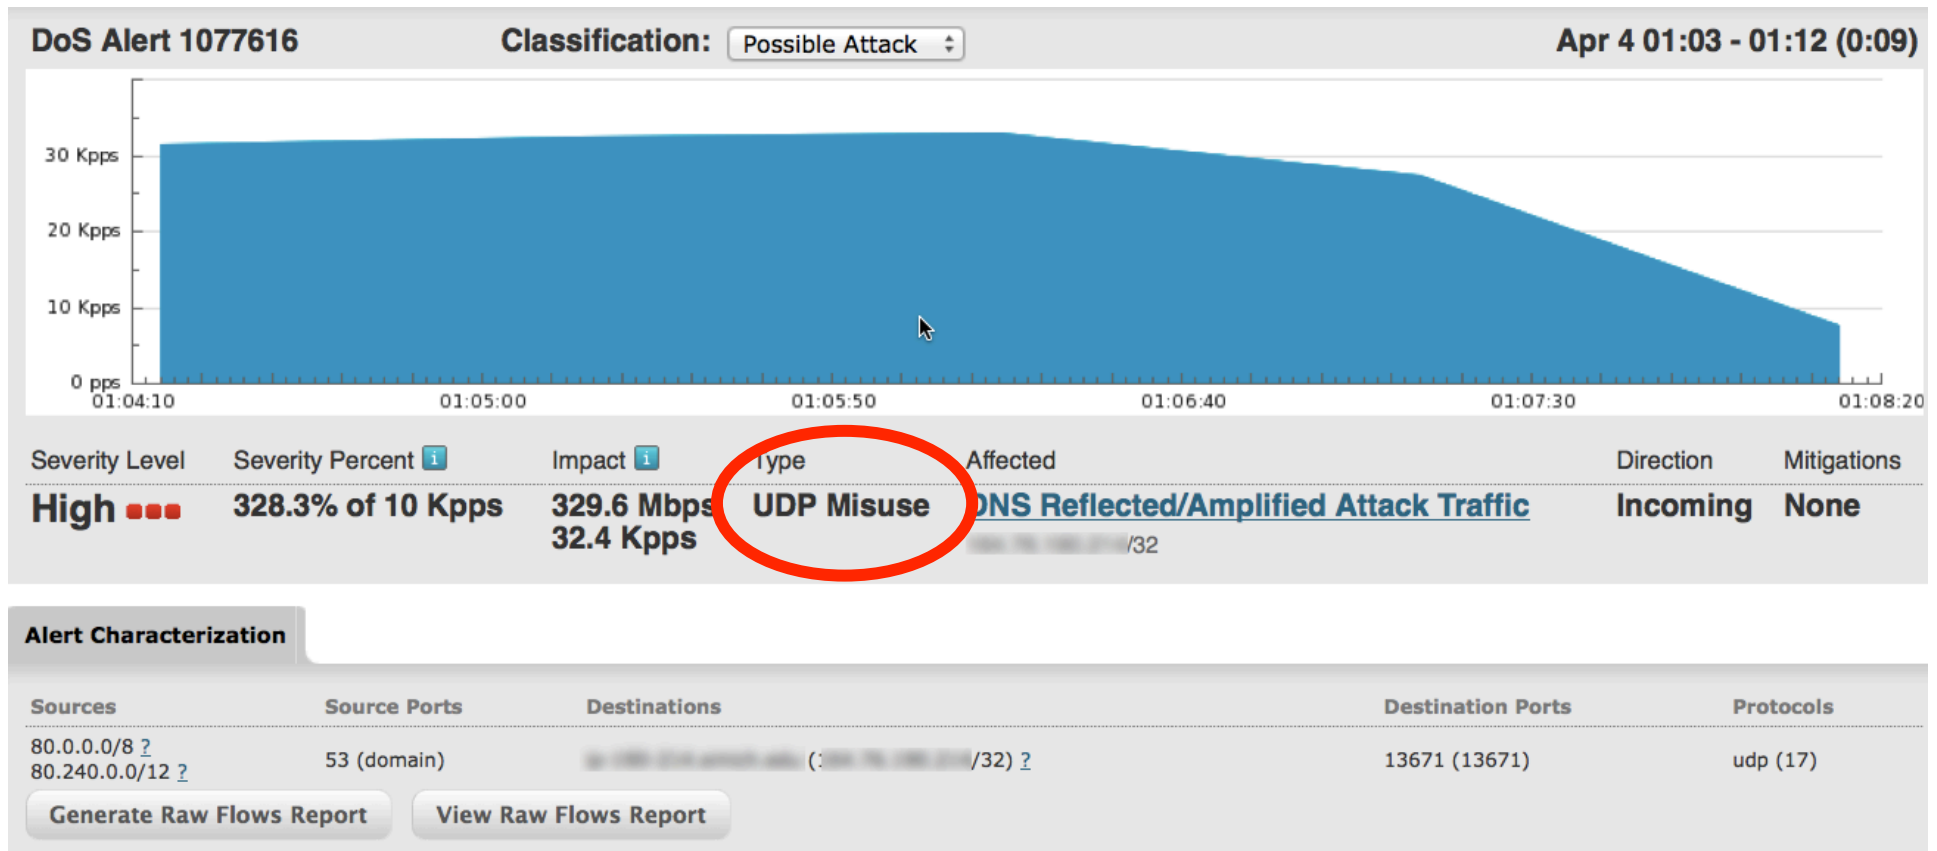 DoS Alert 1077616 Classification: Possible Attack Apr 4 01:03 - 01:12 (0:09)
30 Kpps
20 Kpps
10 Kpps
0 pps
01:04:10 01:05:00 01:05:50 01:06:40 01:07:30 01:08:20
Severity Level Severity Percent i Impact i Type Affected Direction Mitigations
High 328.3% of 10 Kpps 329.6 Mbps UDP Misuse DNS Reflected/Amplified Attack Traffic Incoming None
32.4 Kpps /32
Alert Characterization
Sources Source Ports Destinations Destination Ports Protocols
80.0.0.0/8 ?
53 (domain) ( /32) ? 13671 (13671) udp (17)
80.240.0.0/12 ?
Generate Raw Flows Report View Raw Flows Report